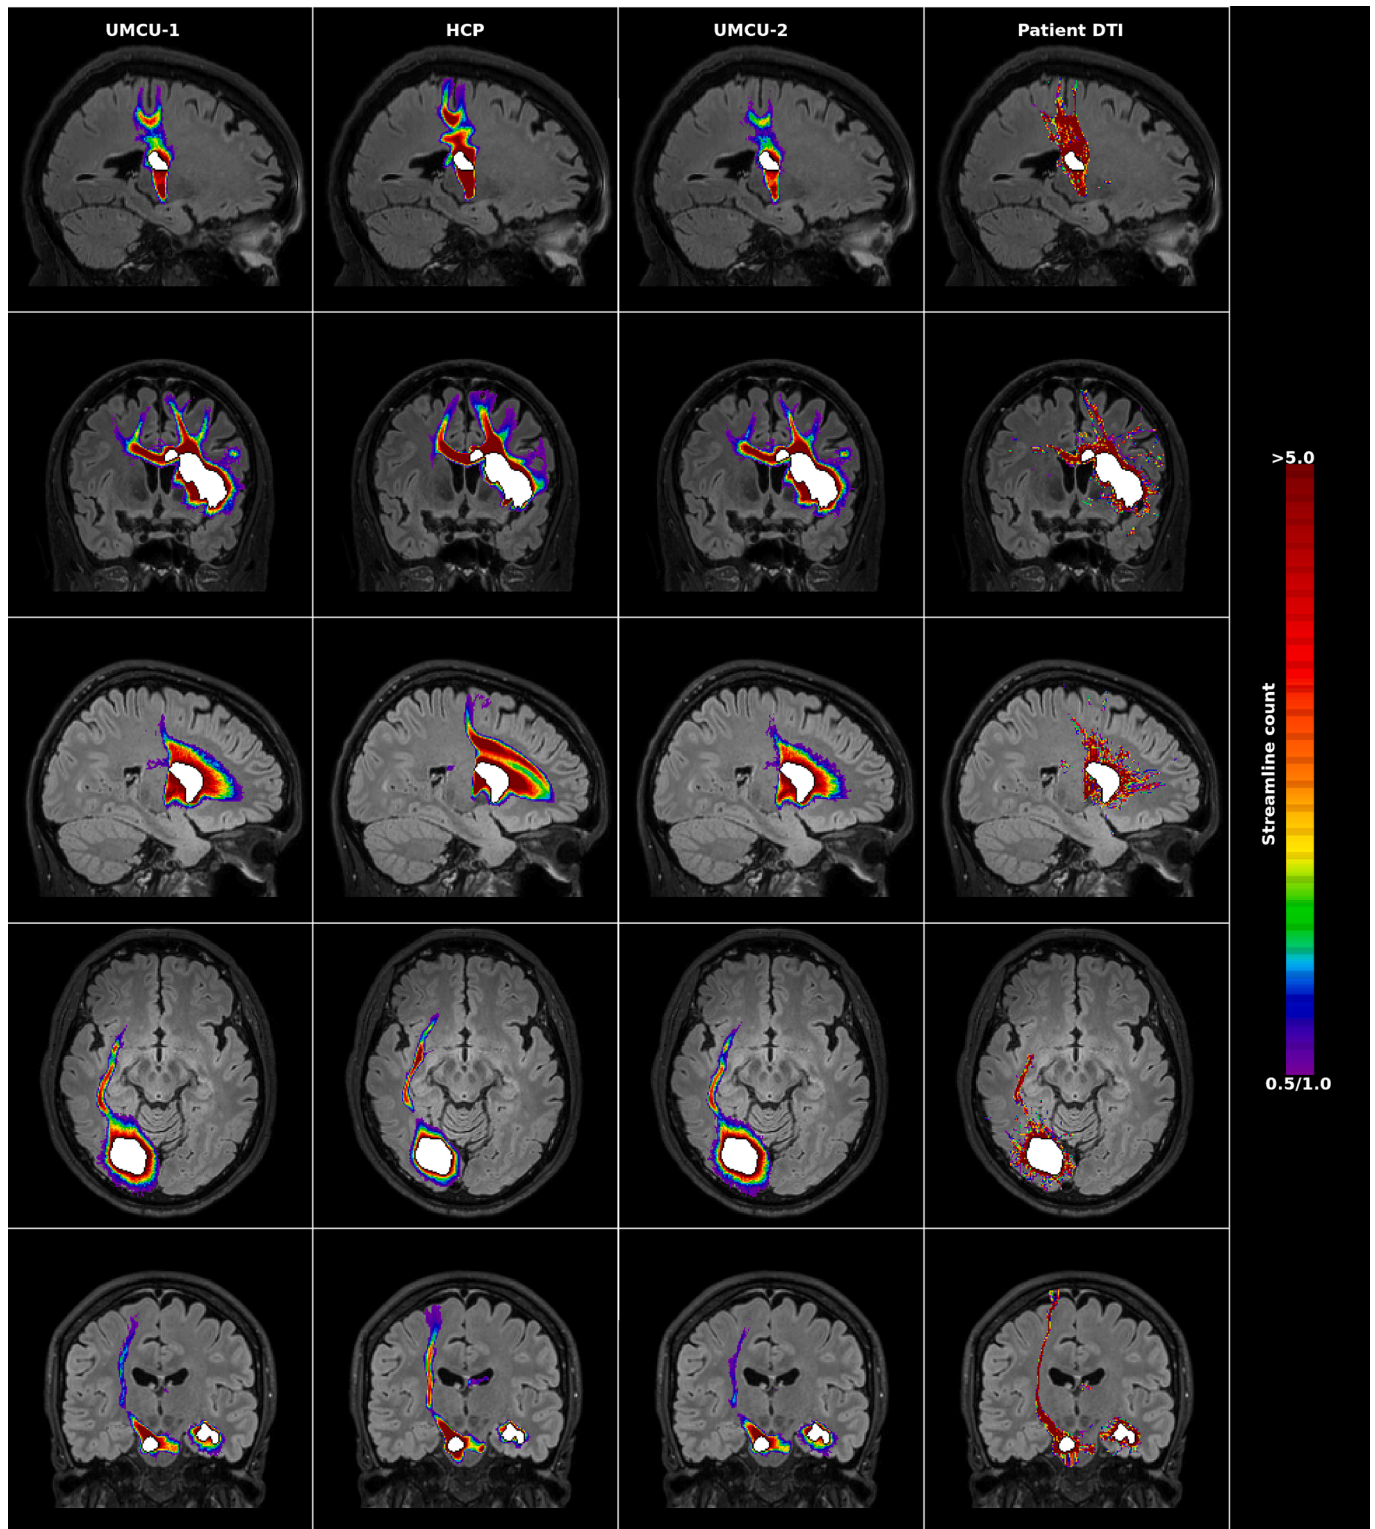 UMCU-1
HCP
UMCU-2
Patient DTI
>5.0
Streamline count
0.5/1.0